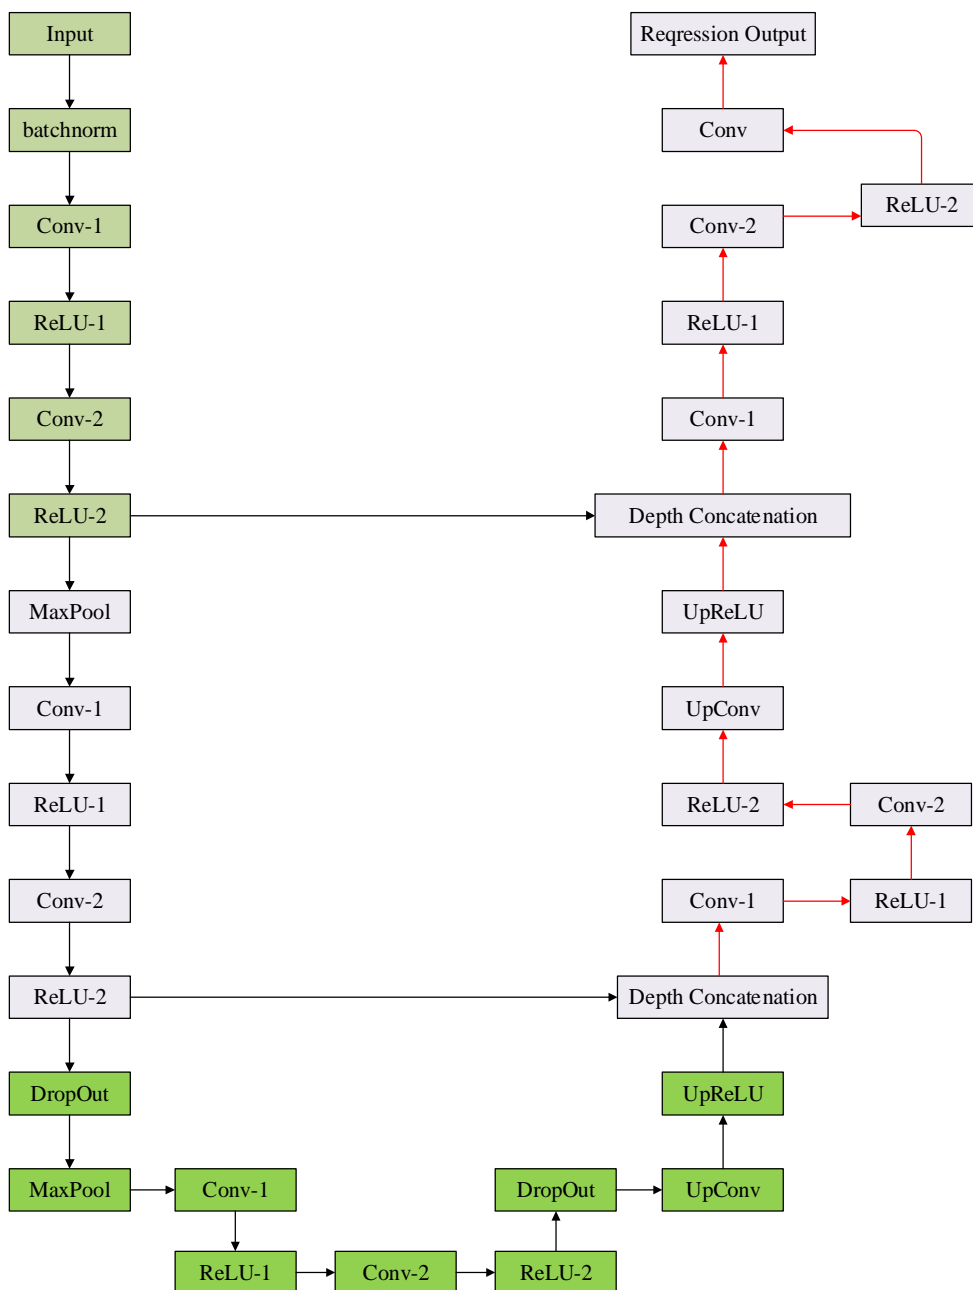 Input
batchnorm
Conv-1
ReLU-1
Conv-2
ReLU-2
MaxPool
Conv-1
ReLU-1
Conv-2
ReLU-2
DropOut
MaxPool
Conv-1
ReLU-1
Conv-2
ReLU-2
DropOut
UpConv
UpReLU
Depth Concatenation
Conv-1
ReLU-1
Conv-2
ReLU-2
UpConv
UpReLU
Depth Concatenation
Conv-1
ReLU-1
Conv-2
ReLU-2
Conv
Reqression Output